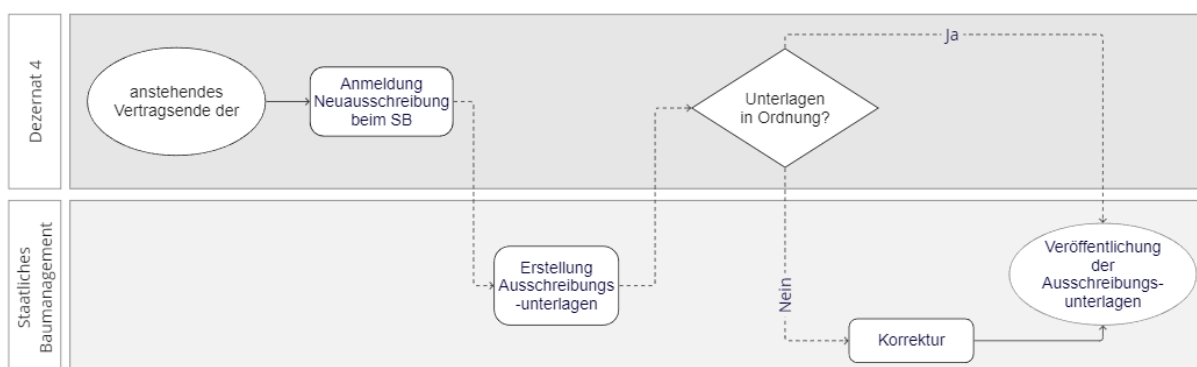 Dezernat 4
anstehendes
Vertragsende der
Anmeldung
Neuausschreibung
beim SB
Unterlagen
in Ordnung?
Ja
Staatliches
Baumanagement
Erstellung
Ausschreibungs
-unterlagen
Nein
Korrektur
Veröffentlichung
der
Ausschreibungs-
unterlagen